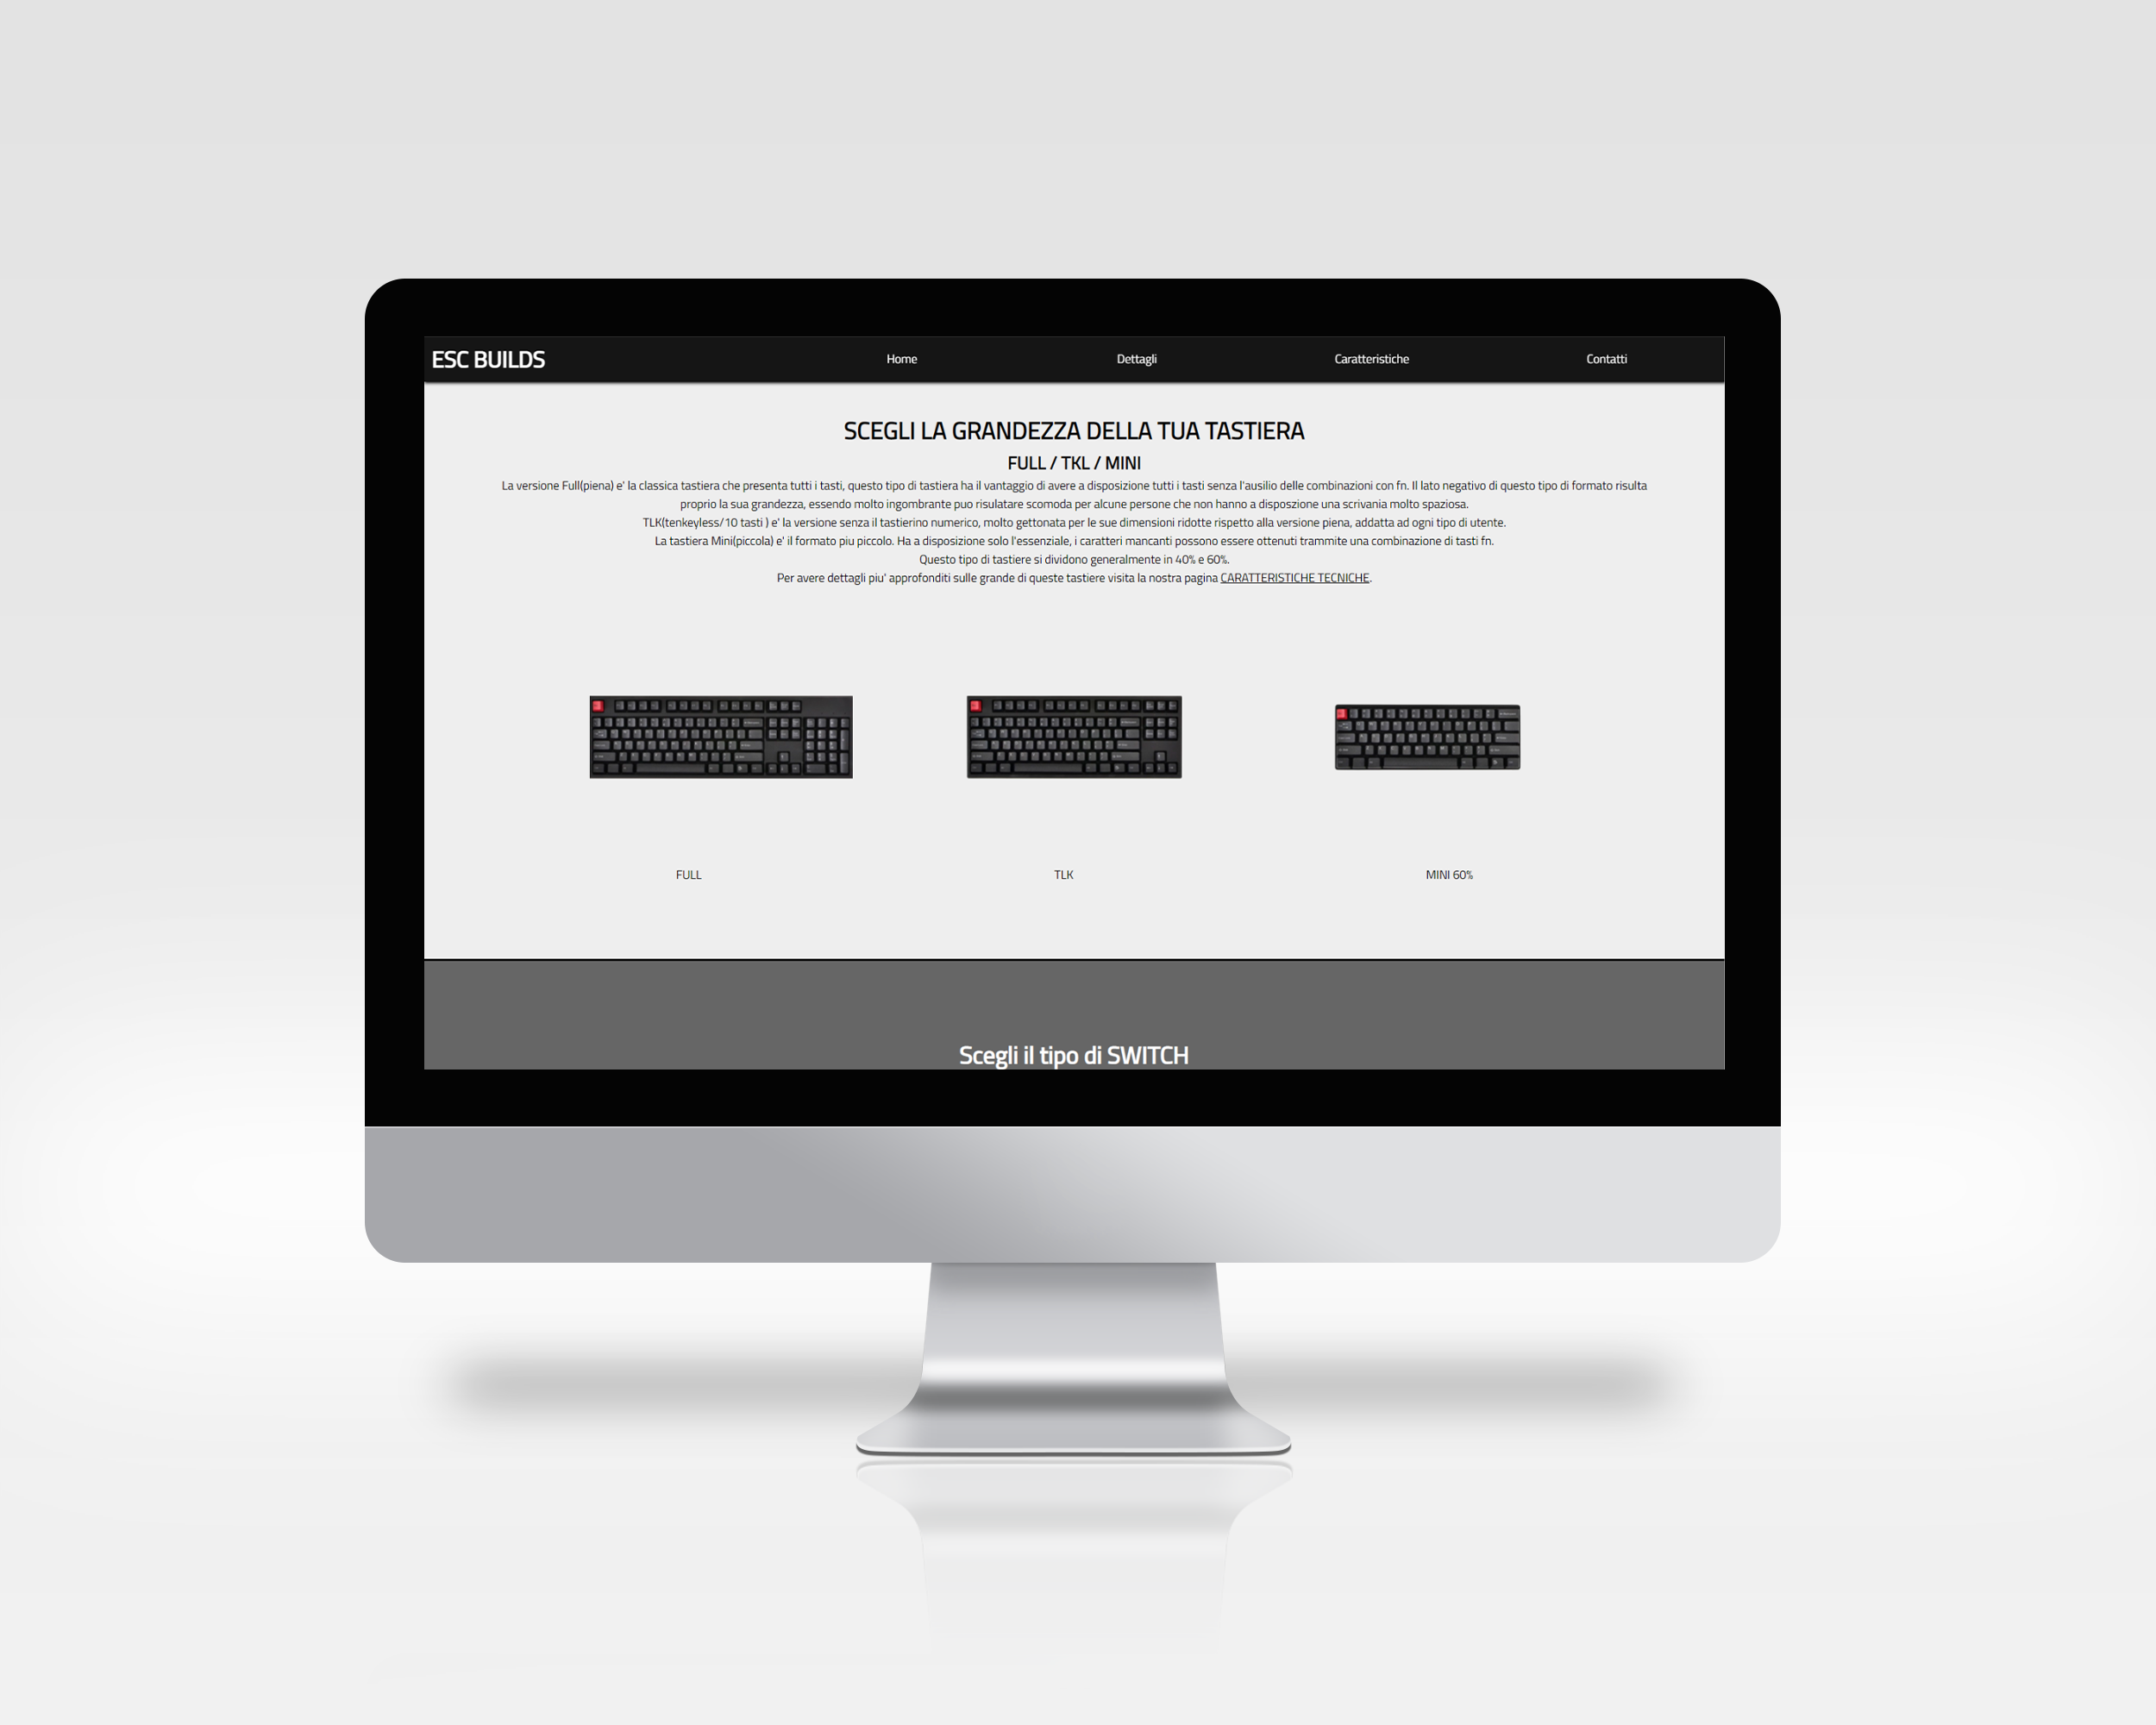 ESC BUILDS Home Dettagli Caratteristiche Contatti
SCEGLI LA GRANDEZZA DELLA TUA TASTIERA
FULL / TKL / MINI
La versione Full(piena) e' la classica tastiera che presenta tutti i tasti, questo tipo di tastiera ha il vantaggio di avere a disposizione tutti i tasti senza l'ausilio delle combinazioni con fn. Il lato negativo di questo tipo di formato risulta
proprio la sua grandezza, essendo molto ingombrante puo risulatare scomoda per alcune persone che non hanno a disposzione una scrivania molto spaziosa.
TLK(tenkeyless/10 tasti ) e' la versione senza il tastierino numerico, molto gettonata per le sue dimensioni ridotte rispetto alla versione piena, addatta ad ogni tipo di utente.
La tastiera Mini(piccola) e' il formato piu piccolo. Ha a disposizione solo l'essenziale, i caratteri mancanti possono essere ottenuti trammite una combinazione di tasti fn.
Questo tipo di tastiere si dividono generalmente in 40% e 60%.
Per avere dettagli piu' approfonditi sulle grande di queste tastiere visita la nostra pagina CARATTERISTICHE TECNICHE.
FULL TLK MINI 60%
Scegli il tipo di SWITCH